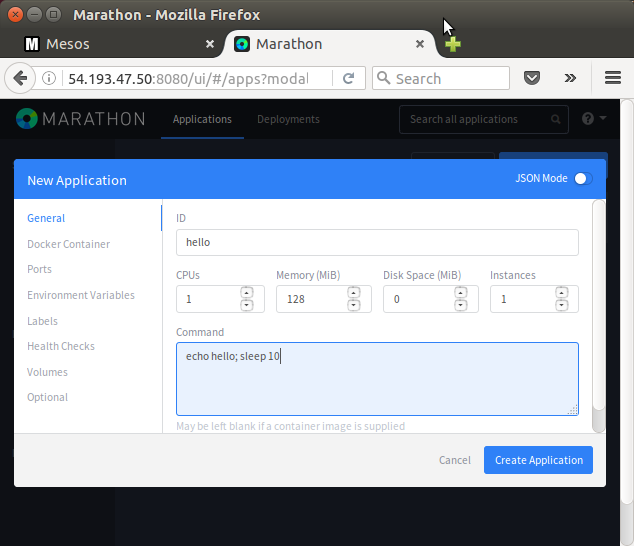 Marathon - Mozilla Firefox
Mesos
Marathon
54.193.47.50:8080/ui/#/apps?modal
Search
MARATHON
Applications
Deployments
Search all applications
New Application
JSON Mode
General
Docker Container
Ports
Environment Variables
Labels
Health Checks
Volumes
Optional
ID
hello
CPUs Memory (MiB) Disk Space (MiB) Instances
1 128 0 1
Command
echo hello; sleep 10
May be left blank if a container image is supplied
Cancel
Create Application